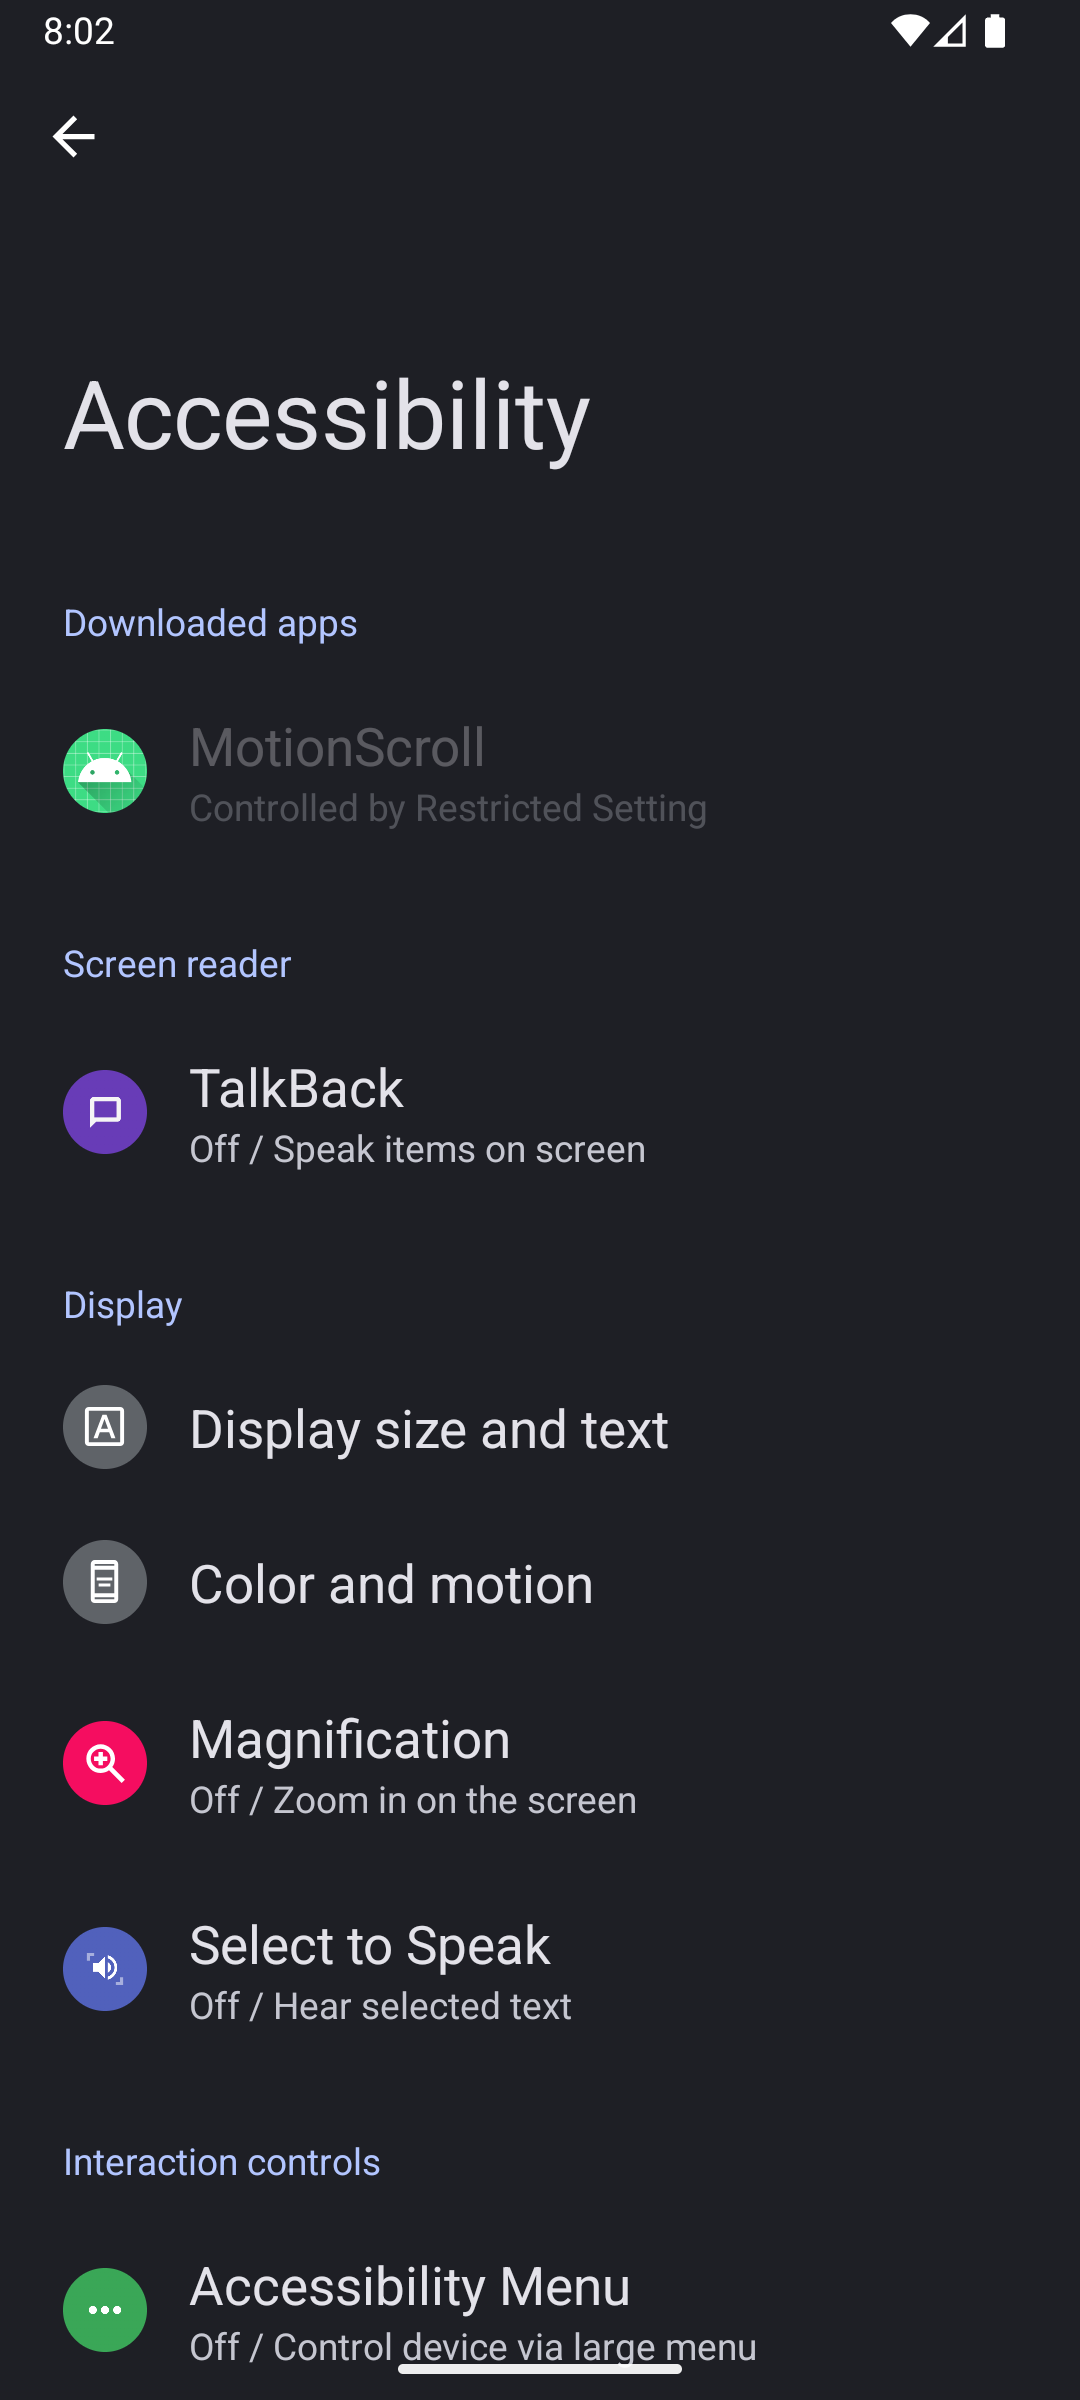 8:02
Accessibility
Downloaded apps
MotionScroll
Controlled by Restricted Setting
Screen reader
TalkBack
Off / Speak items on screen
Display
Display size and text
Color and motion
Magnification
Off / Zoom in on the screen
Select to Speak
Off / Hear selected text
Interaction controls
Accessibility Menu
Off / Control device via large menu